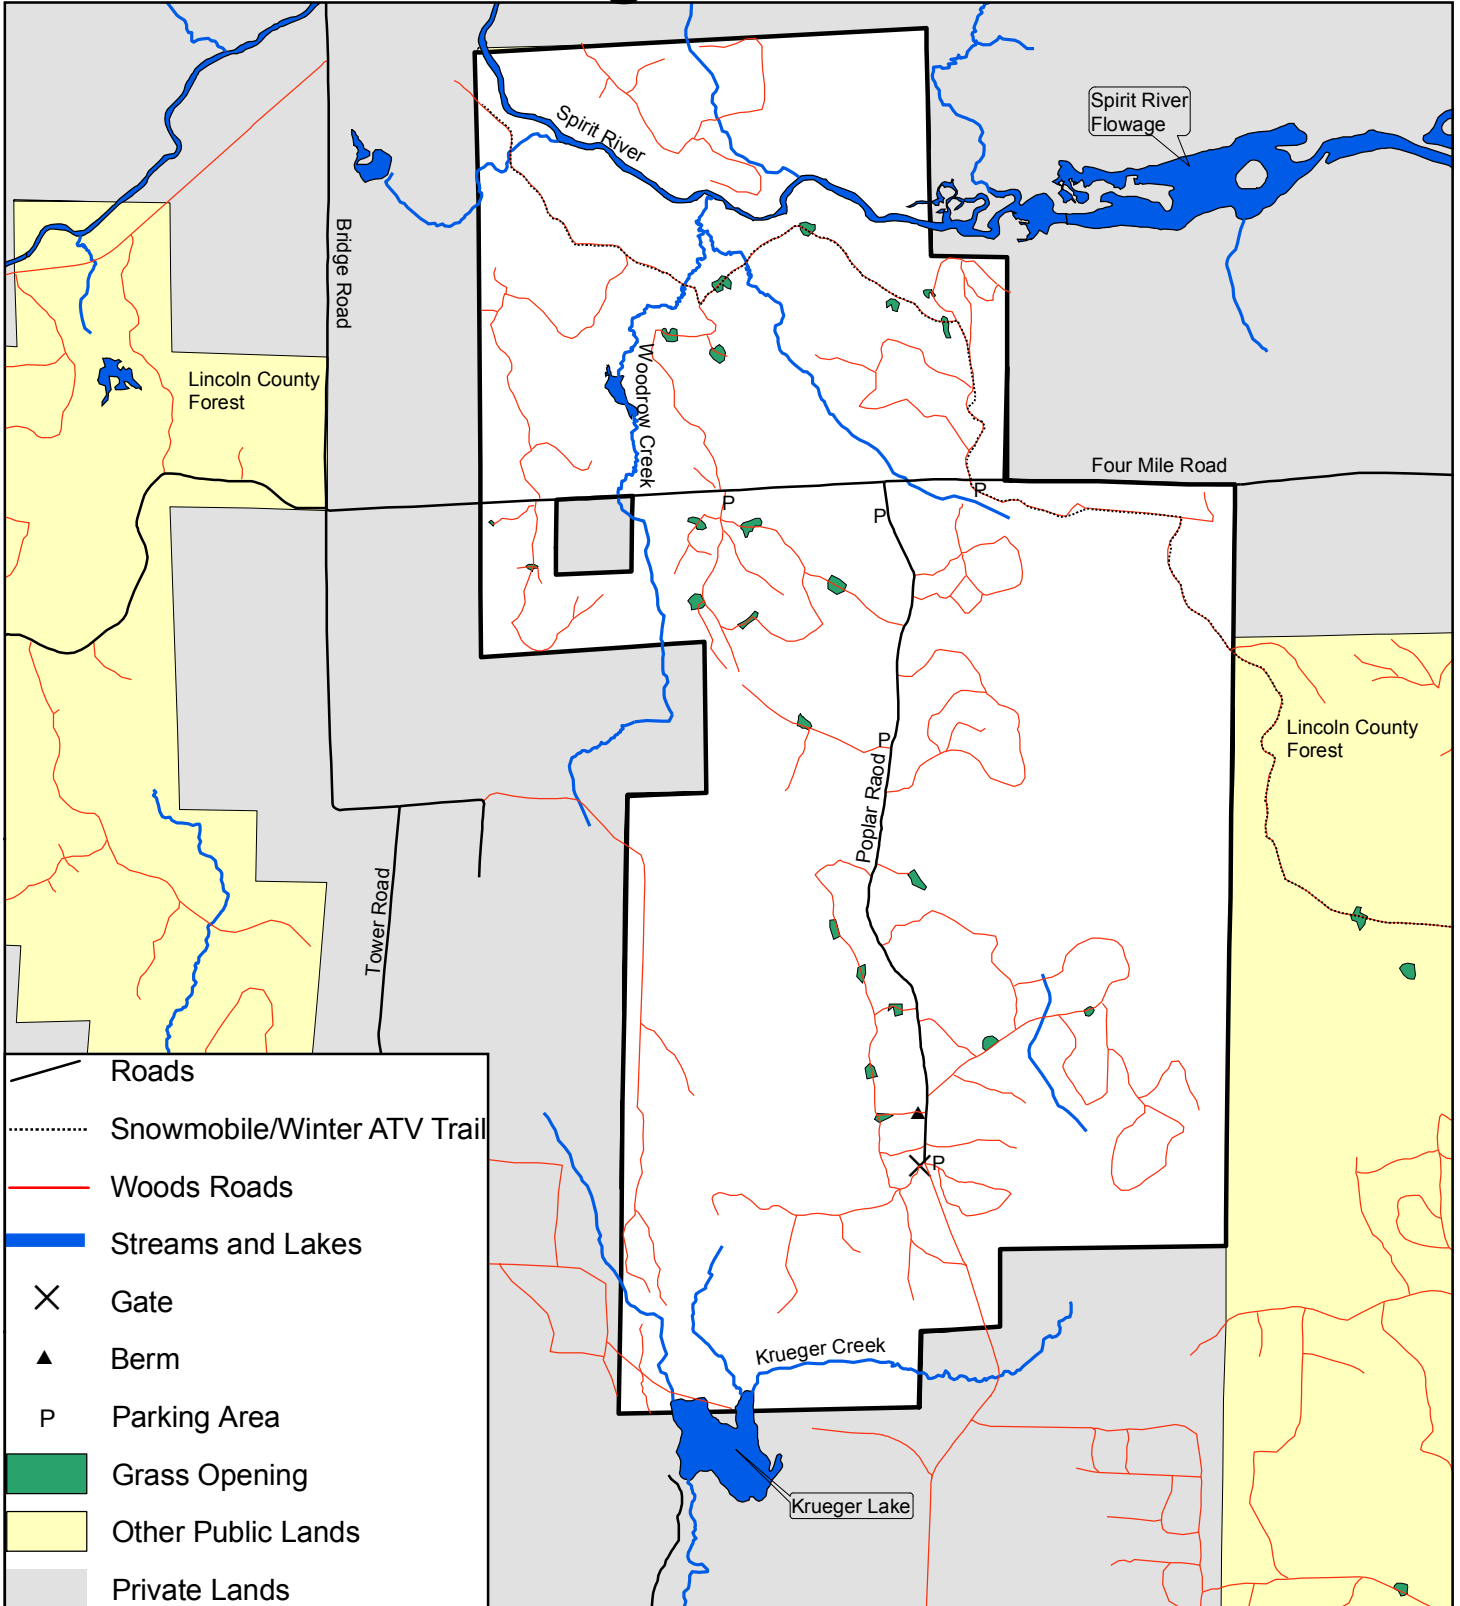 Spirit River
Flowage
Spirit River
Bridge Road
Lincoln County
Forest
Woodrow Creek
Four Mile Road
P
P
P
Lincoln County
Forest
P
Poplar Raod
Tower Road
P
Krueger Creek
Krueger Lake
Roads
Snowmobile/Winter ATV Trail
Woods Roads
Streams and Lakes
Gate
Berm
P Parking Area
Grass Opening
Other Public Lands
Private Lands